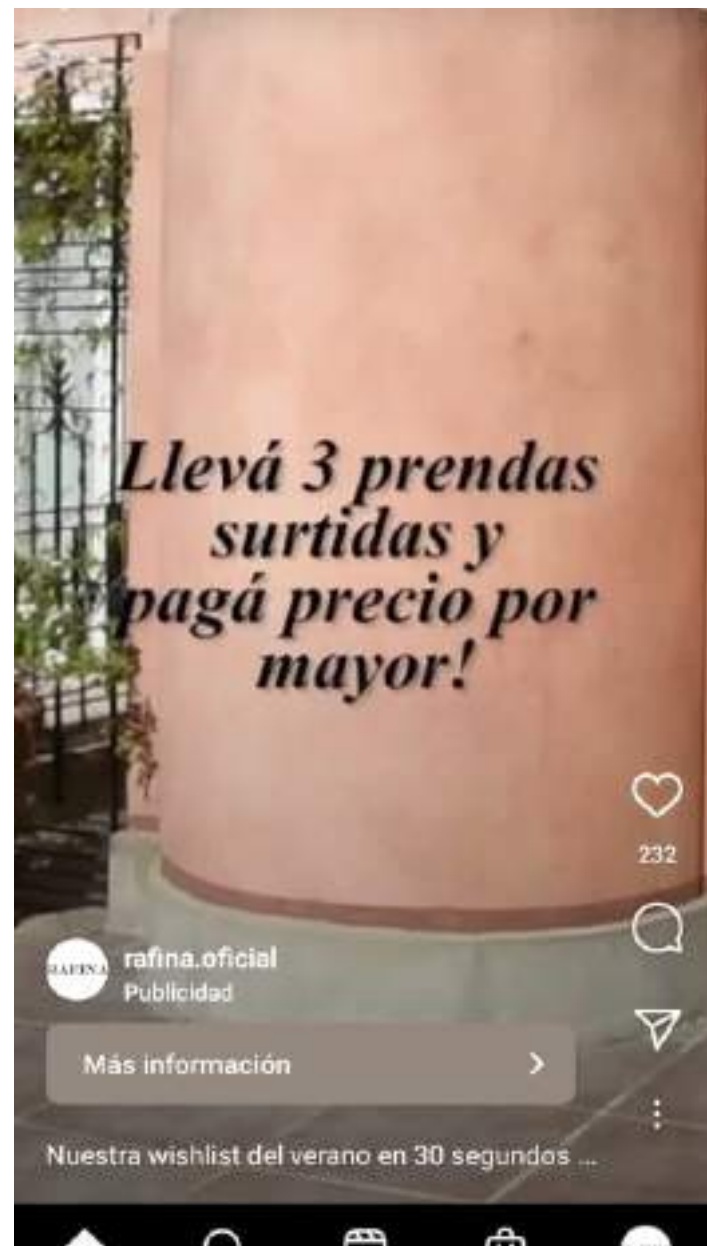 Llevá 3 prendas
surtidas y
pagá precio por
mayor!
232
RAFINA
rafina.oficial
Publicidad
Más información
Nuestra wishlist del verano en 30 segundos ...